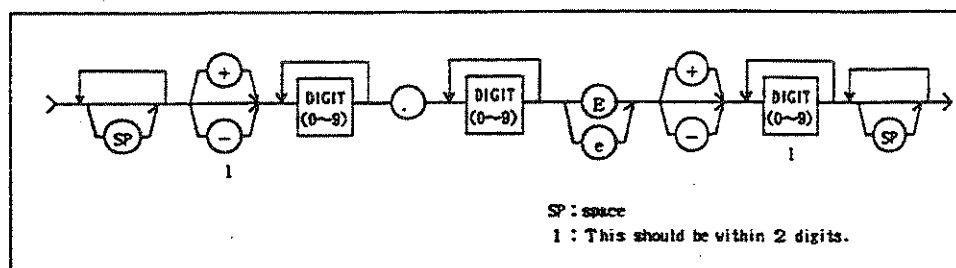 + + E
DIGIT (0~9) . DIGIT (0~9) DIGIT (0~9)
SP - e - SP
1 1
SP : space
1 : This should be within 2 digits.